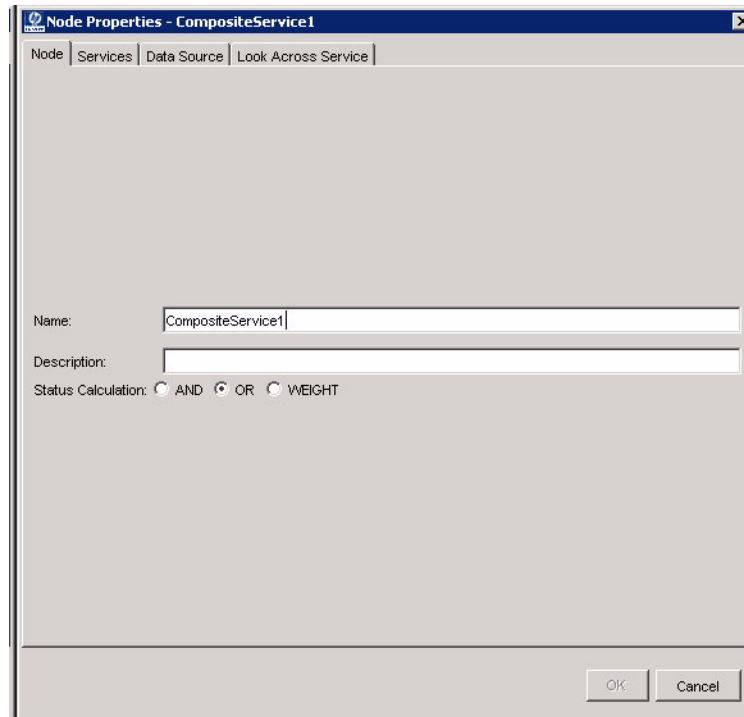 Node Properties - CompositeService1
Node Services Data Source Look Across Service
Name: CompositeService1
Description:
Status Calculation: AND OR WEIGHT
OK Cancel